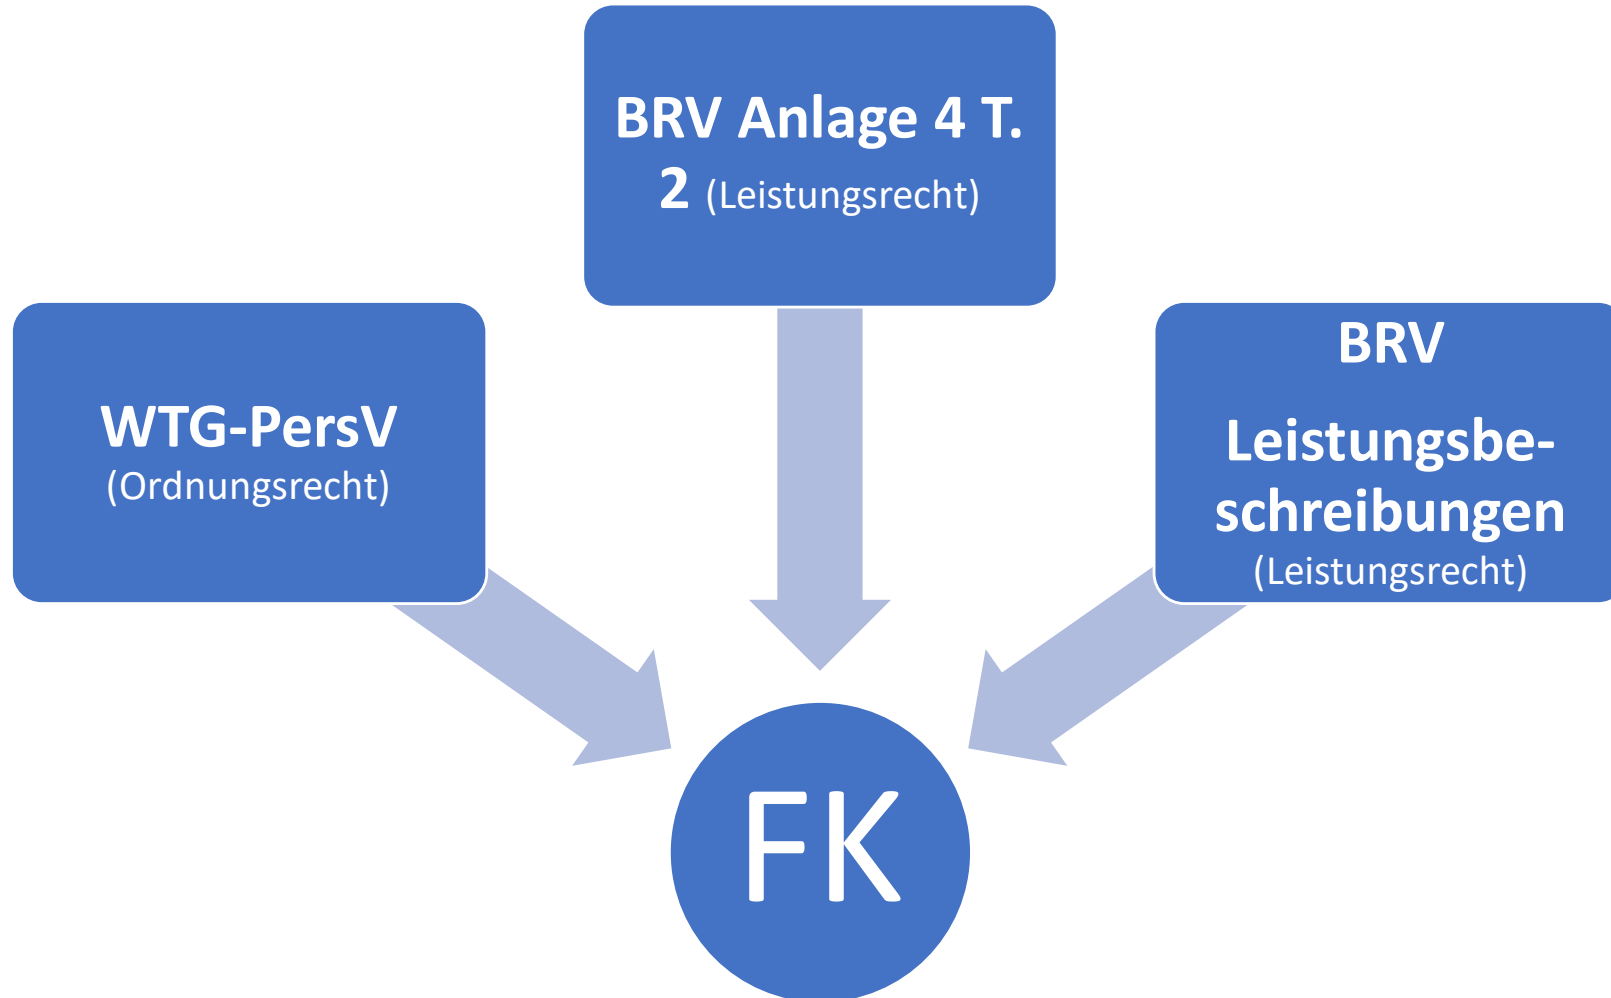 BRV Anlage 4 T.
2 (Leistungsrecht)
WTG-PersV
(Ordnungsrecht)
BRV
Leistungsbe-
schreibungen
(Leistungsrecht)
FK